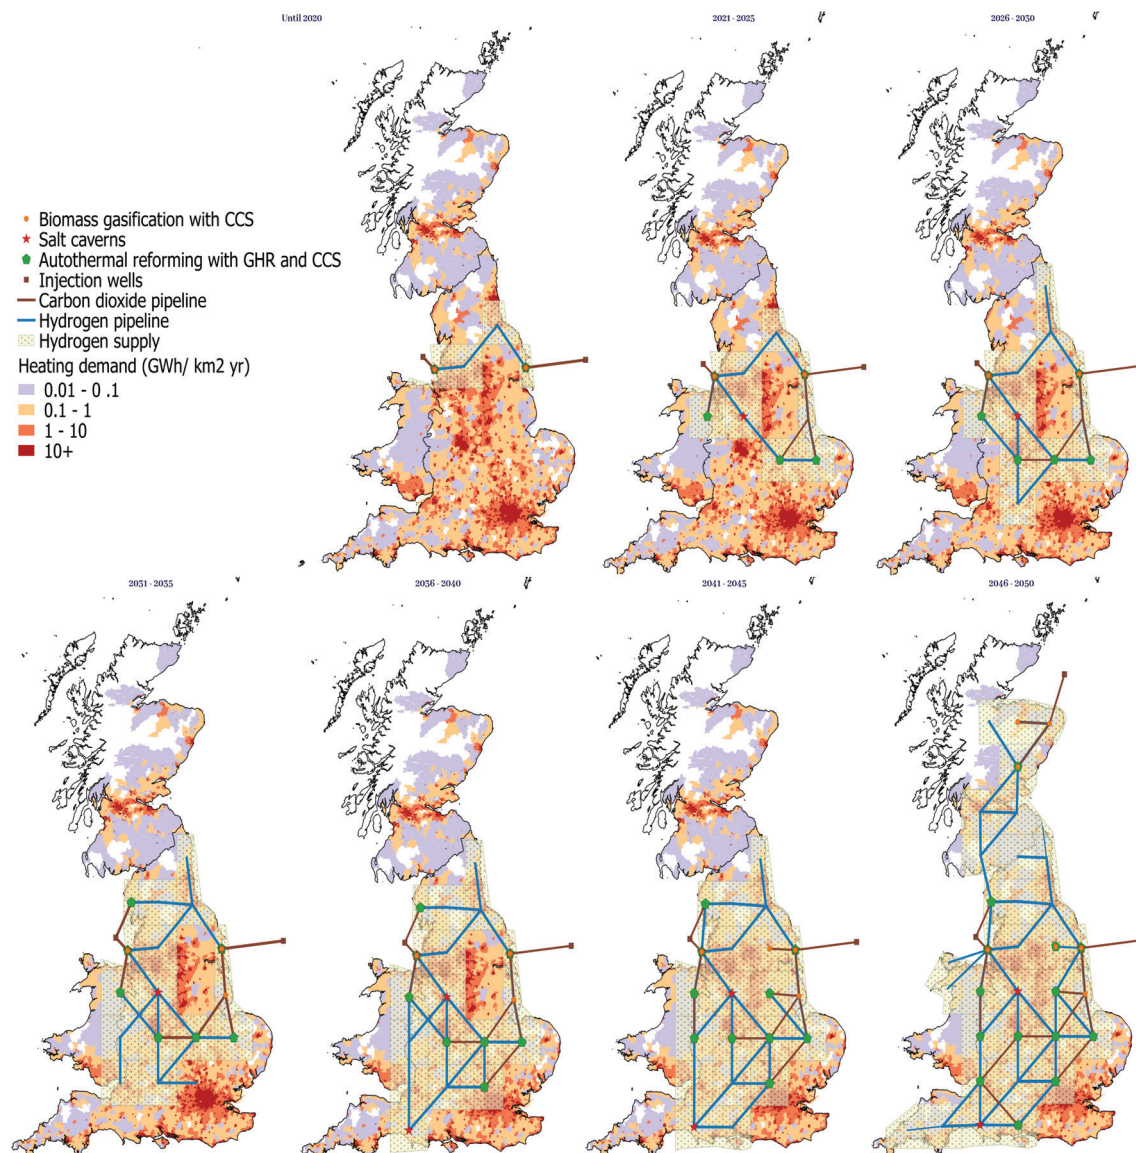 Until 2020
2021 - 2025
2026 - 2030
Biomass gasification with CCS
Salt caverns
Autothermal reforming with GHR and CCS
Injection wells
Carbon dioxide pipeline
Hydrogen pipeline
Hydrogen supply
Heating demand (GWh/ km2 yr)
0.01 - 0 .1
0.1 - 1
1 - 10
10+
2031 - 2035
2036 - 2040
2041 - 2045
2046 - 2050